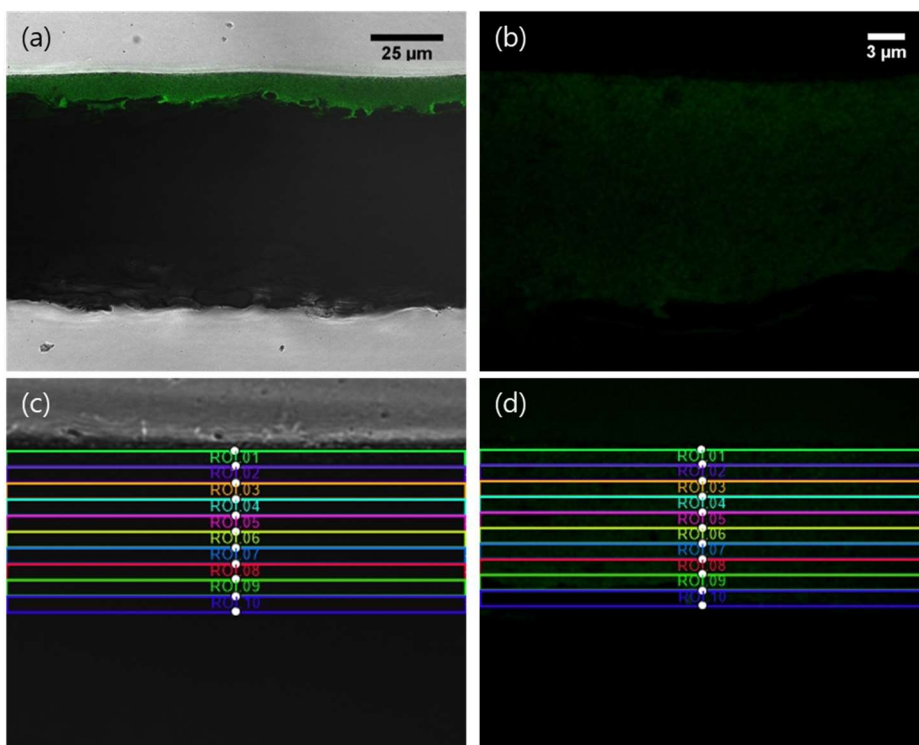 (a)
25 µm
(b)
3 µm
(c)
ROI 01
ROI 02
ROI 03
ROI 04
ROI 05
ROI 06
ROI 07
ROI 08
ROI 09
ROI 10
(d)
ROI 01
ROI 02
ROI 03
ROI 04
ROI 05
ROI 06
ROI 07
ROI 08
ROI 09
ROI 10